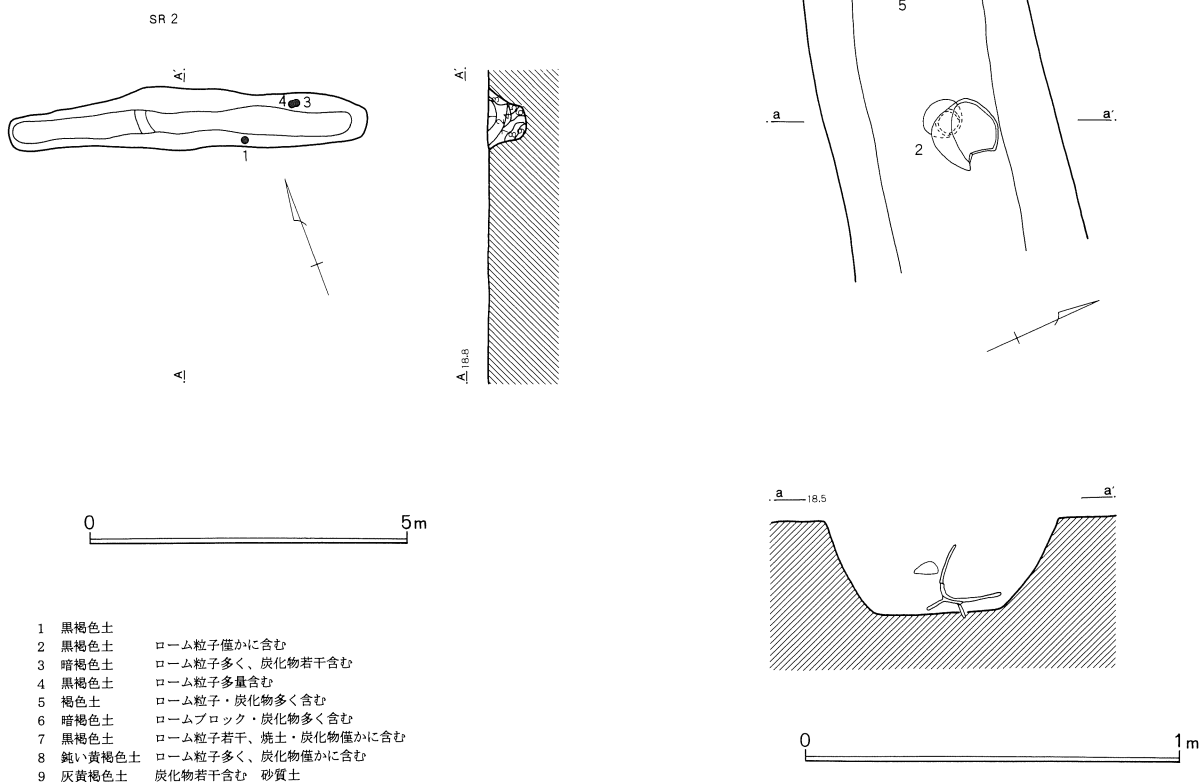 SR 2
A A'
4 3
1
A A'
A 18.8
5
a a'
2
a 18.5 a'
0 5m
1 黒褐色土
2 黒褐色土 ローム粒子僅かに含む
3 暗褐色土 ローム粒子多く、炭化物若干含む
4 黒褐色土 ローム粒子多量含む
5 褐色土 ローム粒子・炭化物多く含む
6 暗褐色土 ロームブロック・炭化物多く含む
7 黒褐色土 ローム粒子若干、焼土・炭化物僅かに含む
8 鈍い黄褐色土 ローム粒子多く、炭化物僅かに含む
9 灰黄褐色土 炭化物若干含む 砂質土
0 1m